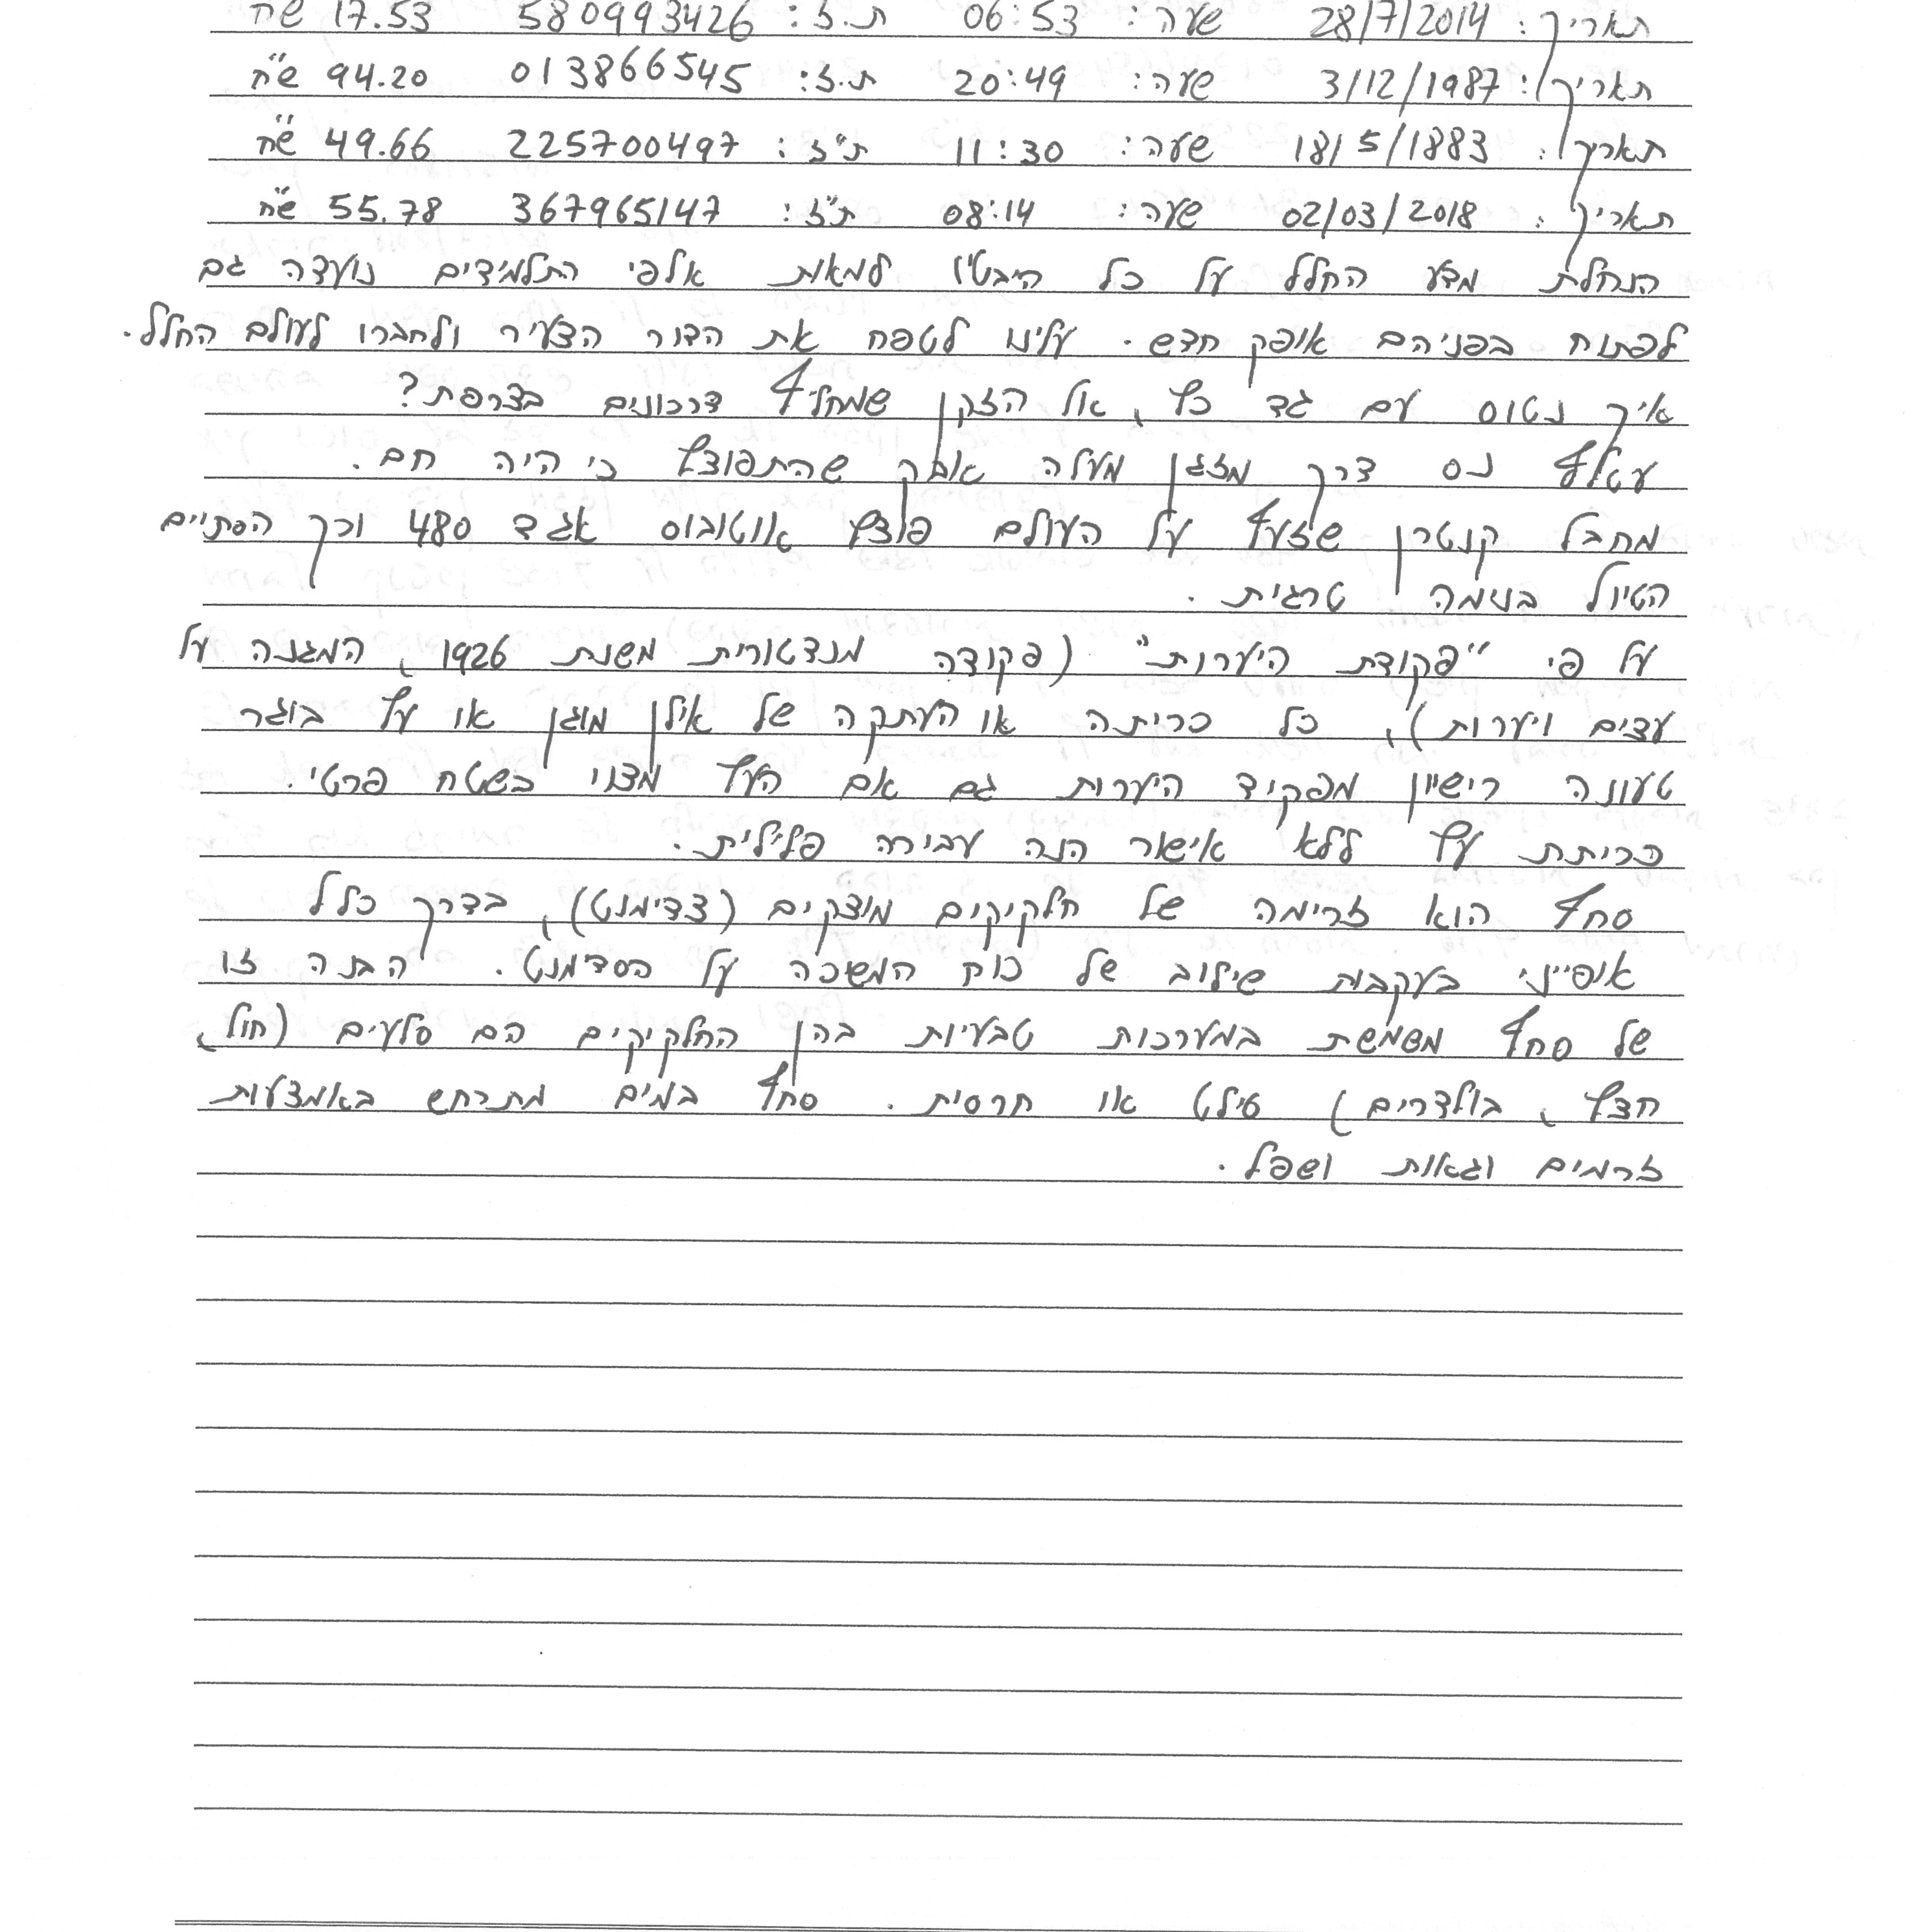 תאריך: 28/7/2014 שעה: 06:53 ת.ז: 580993426 17.53 ש״ח
תאריך: 3/12/1987 שעה: 20:49 ת.ז: 013866545 94.20 ש״ח
תאריך: 18/5/1883 שעה: 11:30 ת״ז: 225700497 49.66 ש״ח
תאריך: 02/03/2018 שעה: 08:14 ת״ז: 367965147 55.78 ש״ח
הנחלת מדע החלל על כל היבטיו למאות אלפי התלמידים נועדה גם
לפתוח בפניהם אופק חדש. עלינו לטפח את הדור הצעיר ולחברו לעולם החלל.
איך נטוס עם גד כץ, אל הזקן שמחליף דרכונים בצרפת?
עטלף נס דרך מזגן מעלה אבק שהתפוצץ כי היה חם.
מחבל קנטרן שזעף על העולם פוצץ אוטובוס אגד 480 וכך הסתיים
הטיול בנימה טרגית.
על פי "פקודת היערות" (פקודה מנדטורית משנת 1926, המגנה על
עצים ויערות), כל כריתה או העתקה של אילן מוגן או עץ בוגר
טעונה רישיון מפקיד היערות גם אם העץ מצוי בשטח פרטי.
כריתת עץ ללא אישור הנה עבירה פלילית.
סחף הוא זרימה של חלקיקים מוצקים (צדימנט), בדרך כלל
אופייני בעקבות שילוב של כוח המשכה על הסדימנט. הבנה זו
של סחף משמשת במערכות טבעיות בהן החלקיקים הם סלעים (חול,
חצץ, בולדרים) סילט או חרסית. סחף במים מתרחש באמצעות
זרמים וגאות ושפל.